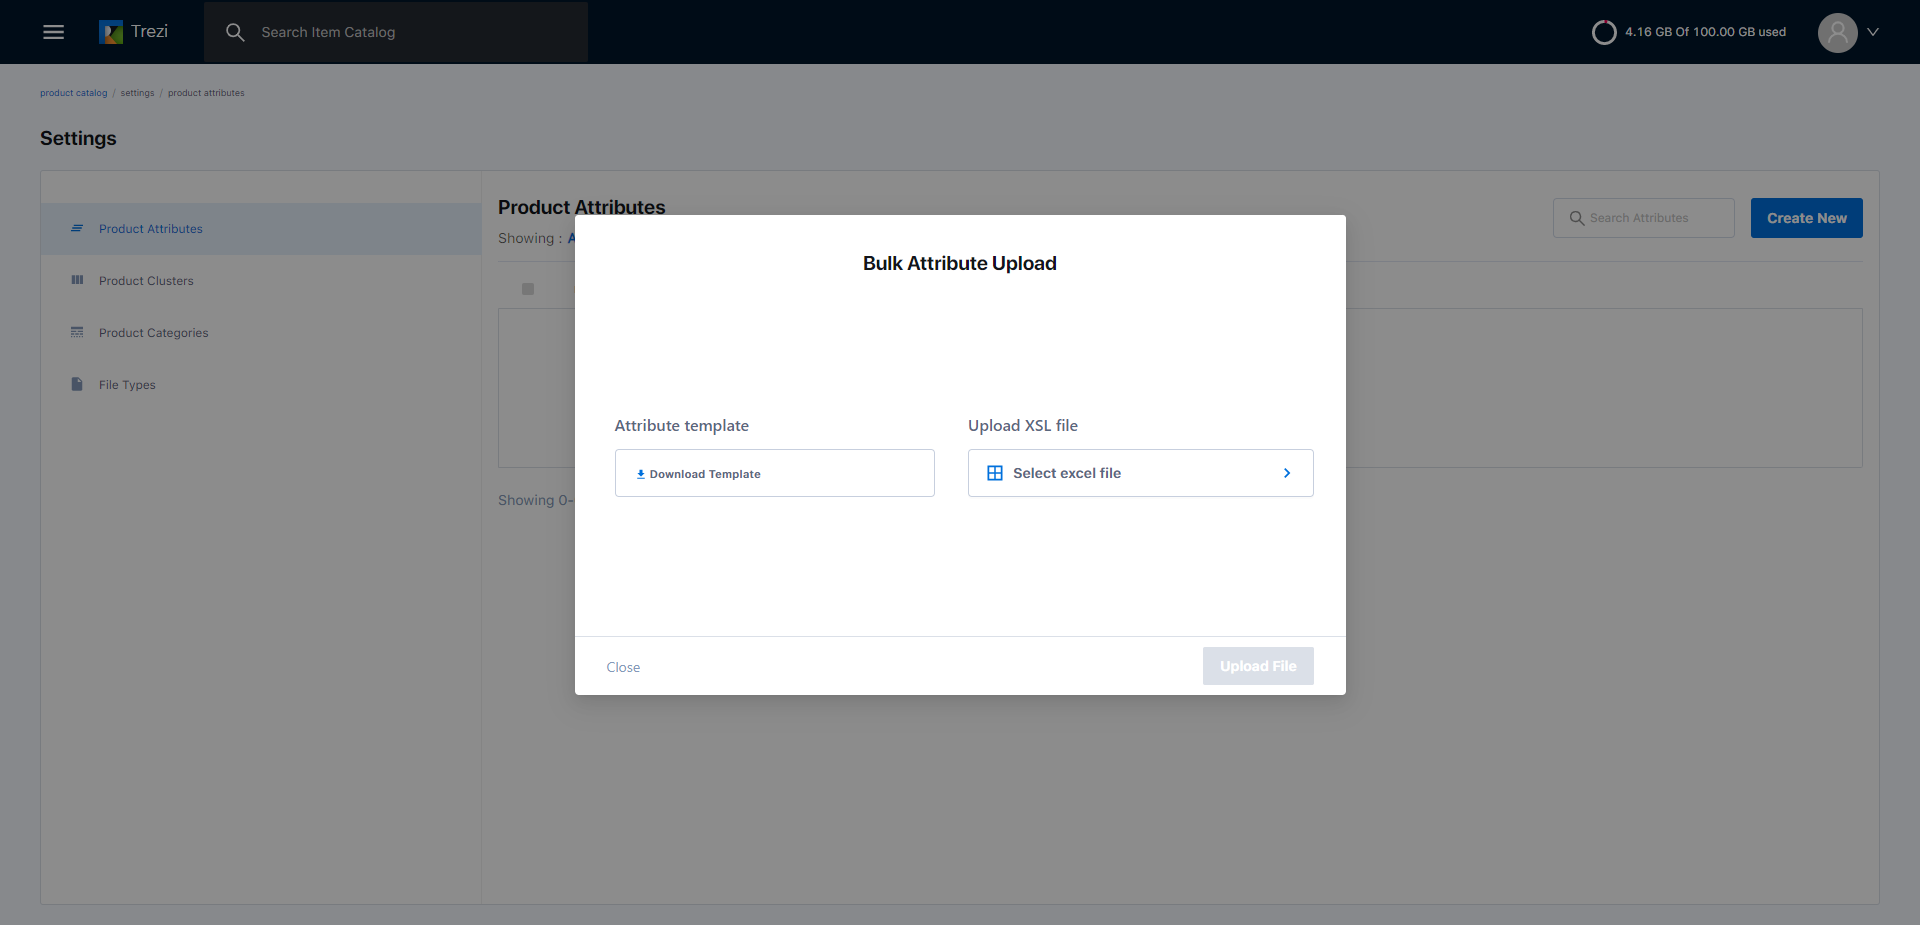 Trezi
Search Item Catalog
4.16 GB Of 100.00 GB used
product catalog / settings / product attributes
Settings
Product Attributes
Product Clusters
Product Categories
File Types
Product Attributes
Showing : A
Search Attributes
Create New
Showing 0-
Bulk Attribute Upload
Attribute template
Download Template
Upload XSL file
Select excel file
Close
Upload File